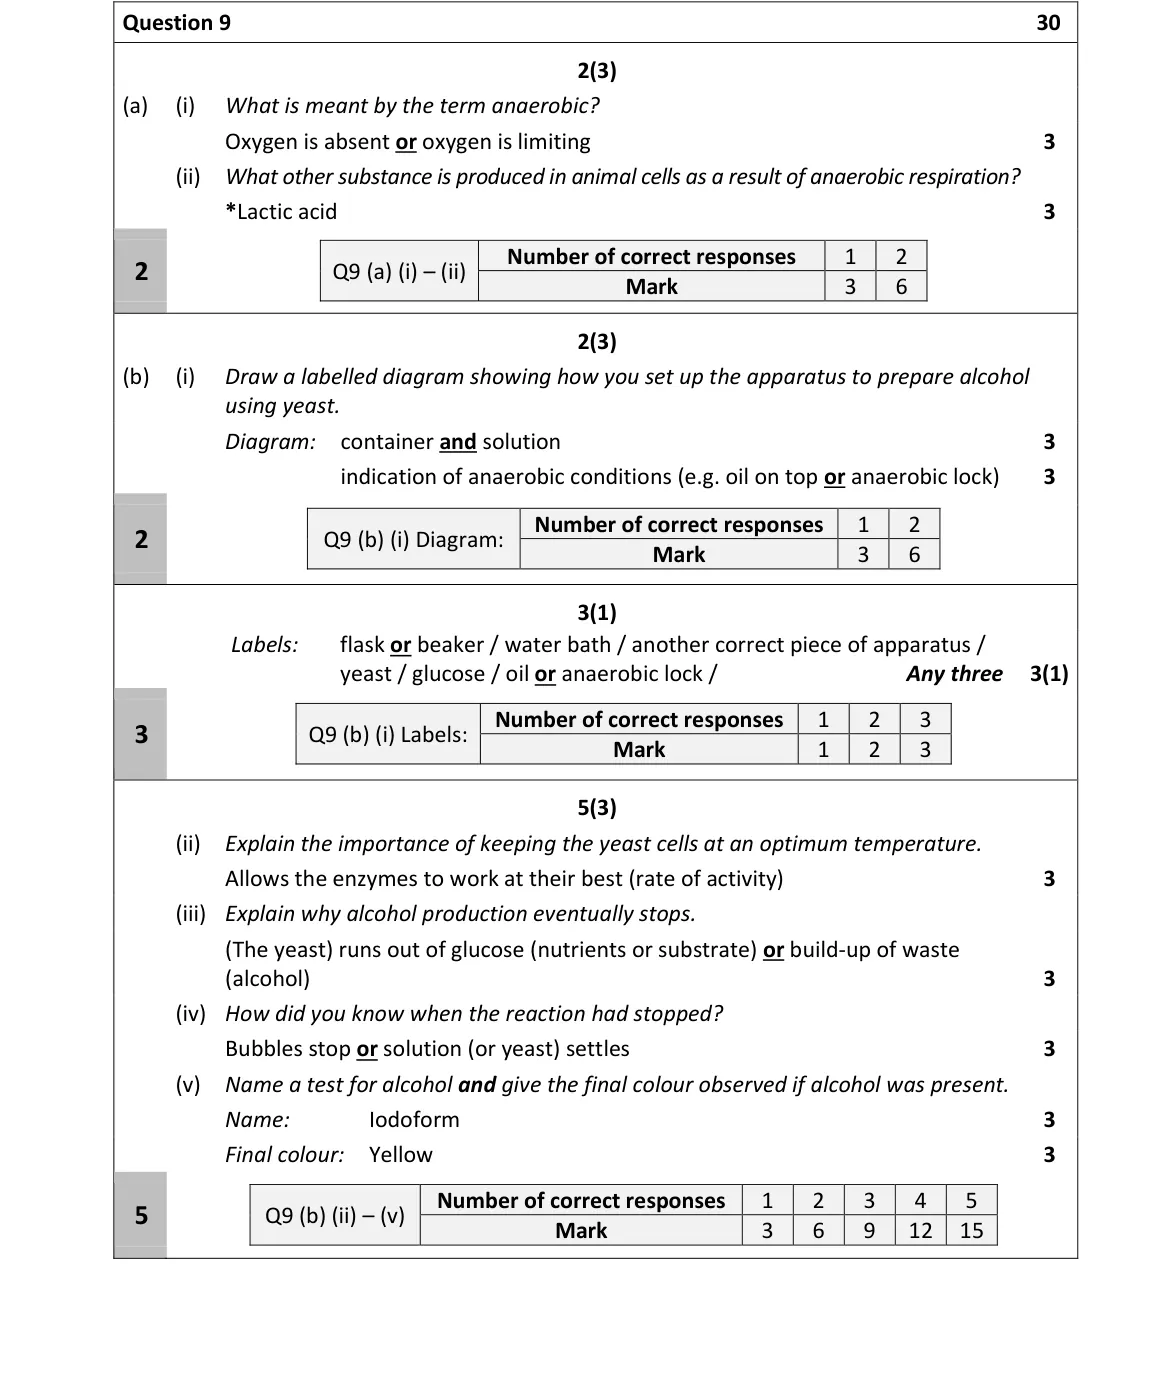 Question 9 30
2(3)
(a) (i) What is meant by the term anaerobic?
Oxygen is absent or oxygen is limiting 3
(ii) What other substance is produced in animal cells as a result of anaerobic respiration?
*Lactic acid 3
2
Q9 (a) (i) – (ii)
Number of correct responses 1 2
Mark 3 6
2(3)
(b) (i) Draw a labelled diagram showing how you set up the apparatus to prepare alcohol
using yeast.
Diagram: container and solution 3
indication of anaerobic conditions (e.g. oil on top or anaerobic lock) 3
2
Q9 (b) (i) Diagram:
Number of correct responses 1 2
Mark 3 6
3(1)
Labels: flask or beaker / water bath / another correct piece of apparatus /
yeast / glucose / oil or anaerobic lock / Any three 3(1)
3
Q9 (b) (i) Labels:
Number of correct responses 1 2 3
Mark 1 2 3
5(3)
(ii) Explain the importance of keeping the yeast cells at an optimum temperature.
Allows the enzymes to work at their best (rate of activity) 3
(iii) Explain why alcohol production eventually stops.
(The yeast) runs out of glucose (nutrients or substrate) or build-up of waste
(alcohol) 3
(iv) How did you know when the reaction had stopped?
Bubbles stop or solution (or yeast) settles 3
(v) Name a test for alcohol and give the final colour observed if alcohol was present.
Name: Iodoform 3
Final colour: Yellow 3
5
Q9 (b) (ii) – (v)
Number of correct responses 1 2 3 4 5
Mark 3 6 9 12 15